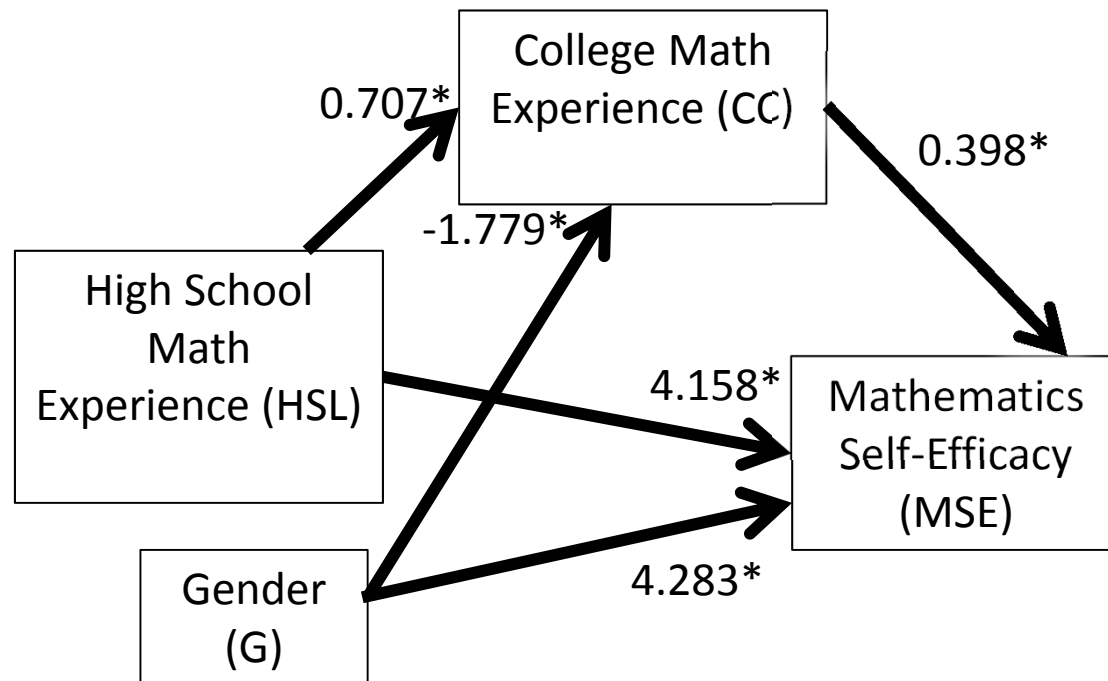 College Math
Experience (CC)
0.707*
0.398*
-1.779*
High School
Math
Experience (HSL)
4.158*
Mathematics
Self-Efficacy
(MSE)
4.283*
Gender
(G)